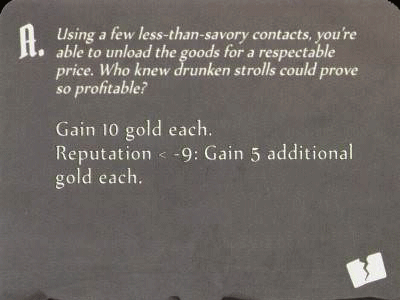 A. Using a few less-than-savory contacts, you're
able to unload the goods for a respectable
price. Who knew drunken strolls could prove
so profitable?
Gain 10 gold each.
Reputation < -9: Gain 5 additional
gold each.